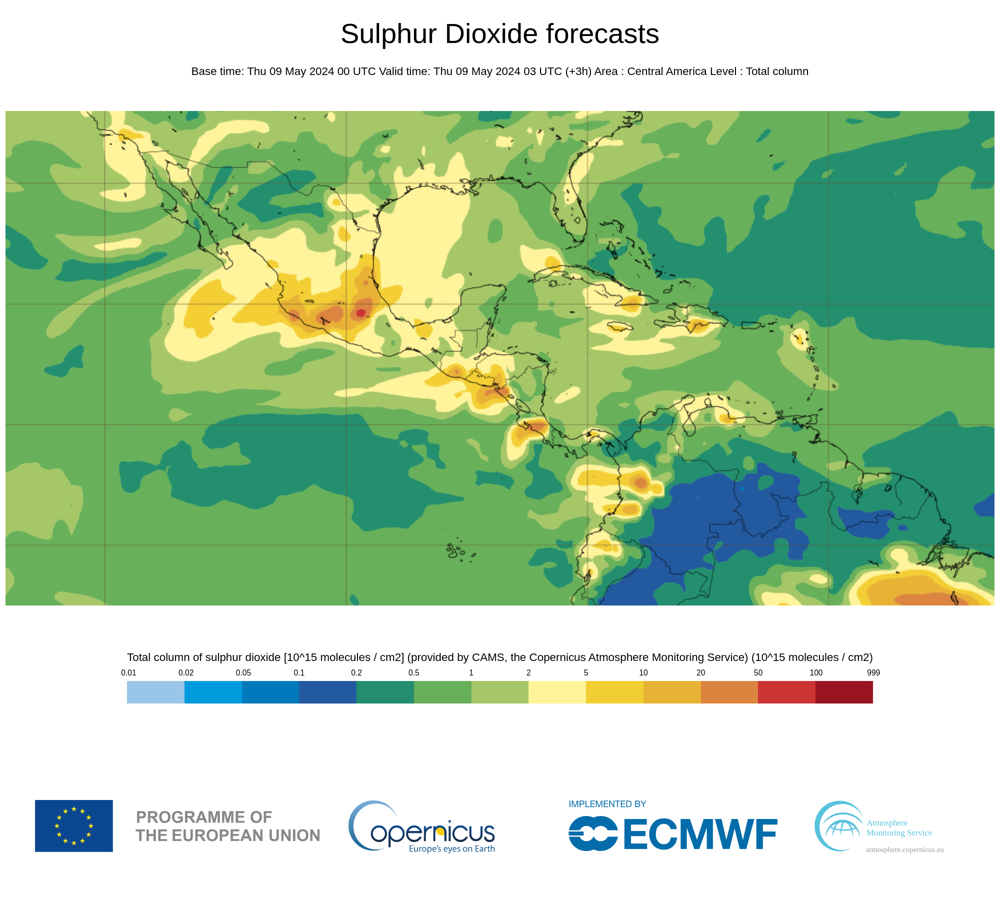 Sulphur Dioxide forecasts
Base time: Thu 09 May 2024 00 UTC Valid time: Thu 09 May 2024 03 UTC (+3h) Area : Central America Level : Total column
Total column of sulphur dioxide [10^15 molecules / cm2] (provided by CAMS, the Copernicus Atmosphere Monitoring Service) (10^15 molecules / cm2)
0.01 0.02 0.05 0.1 0.2 0.5 1 2 5 10 20 50 100 999
PROGRAMME OF
THE EUROPEAN UNION
opernicus
Europe's eyes on Earth
IMPLEMENTED BY
ECMWF
Atmosphere
Monitoring Service
atmosphere.copernicus.eu